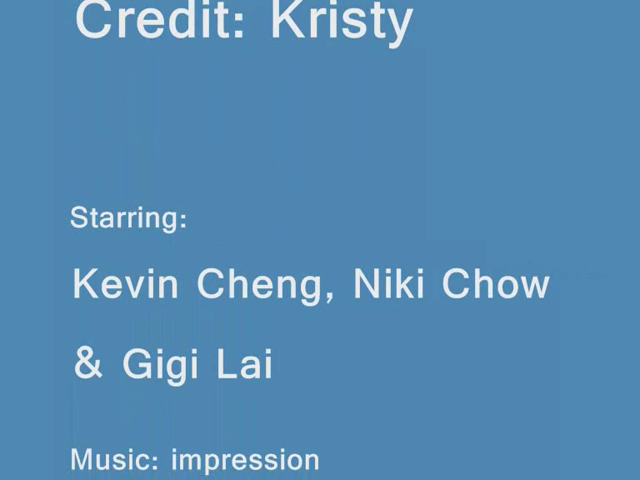 Credit: Kristy
Starring:
Kevin Cheng, Niki Chow
& Gigi Lai
Music: impression